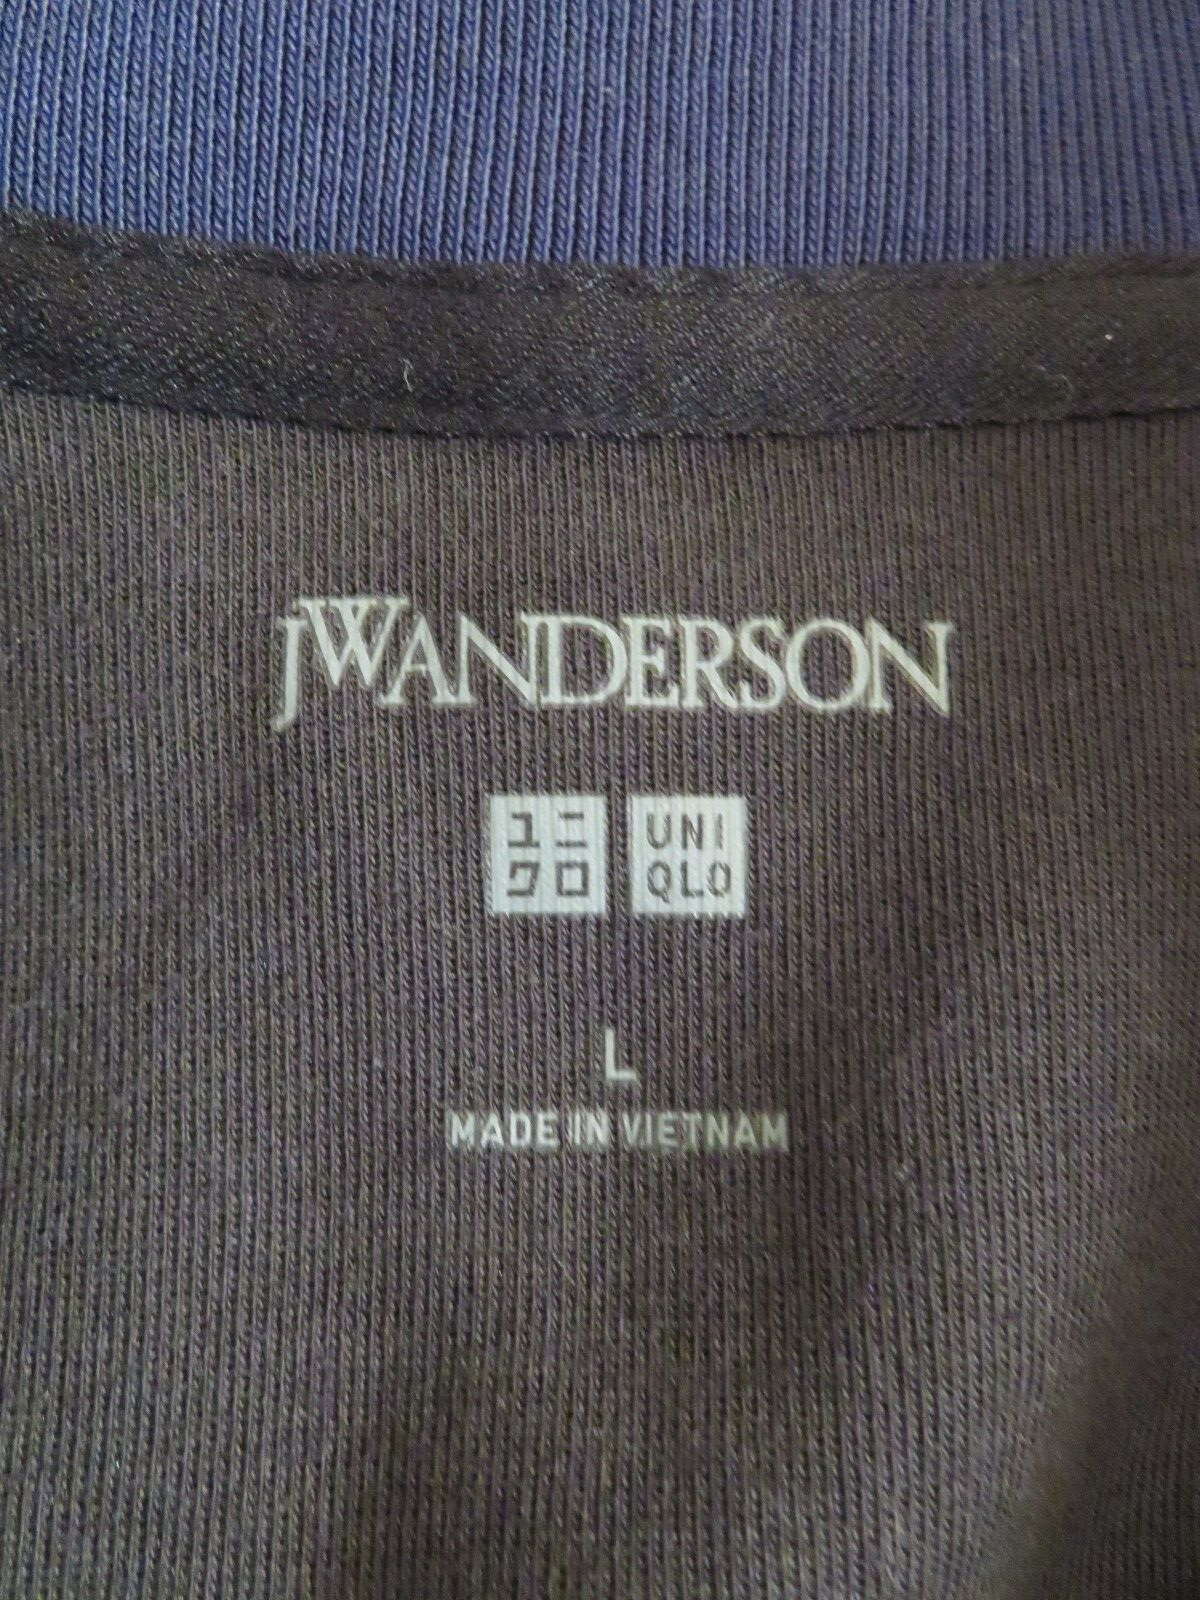 JWANDERSON
ユニ UNI
クロ QLO
L
MADE IN VIETNAM